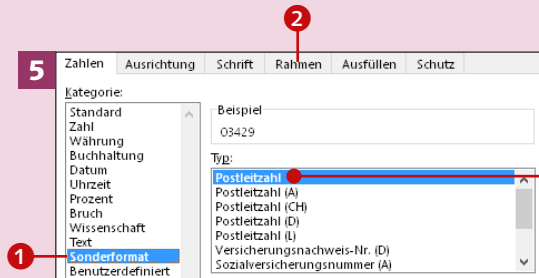 2
5
Zahlen Ausrichtung Schrift Rahmen Ausfüllen Schutz
Kategorie:
Standard
Zahl
Währung
Buchhaltung
Datum
Uhrzeit
Prozent
Bruch
Wissenschaft
Text
Sonderformat
Benutzerdefiniert
1
Beispiel
03429
Typ:
Postleitzahl
Postleitzahl (A)
Postleitzahl (CH)
Postleitzahl (D)
Postleitzahl (L)
Versicherungsnachweis-Nr. (D)
Sozialversicherungsnummer (A)